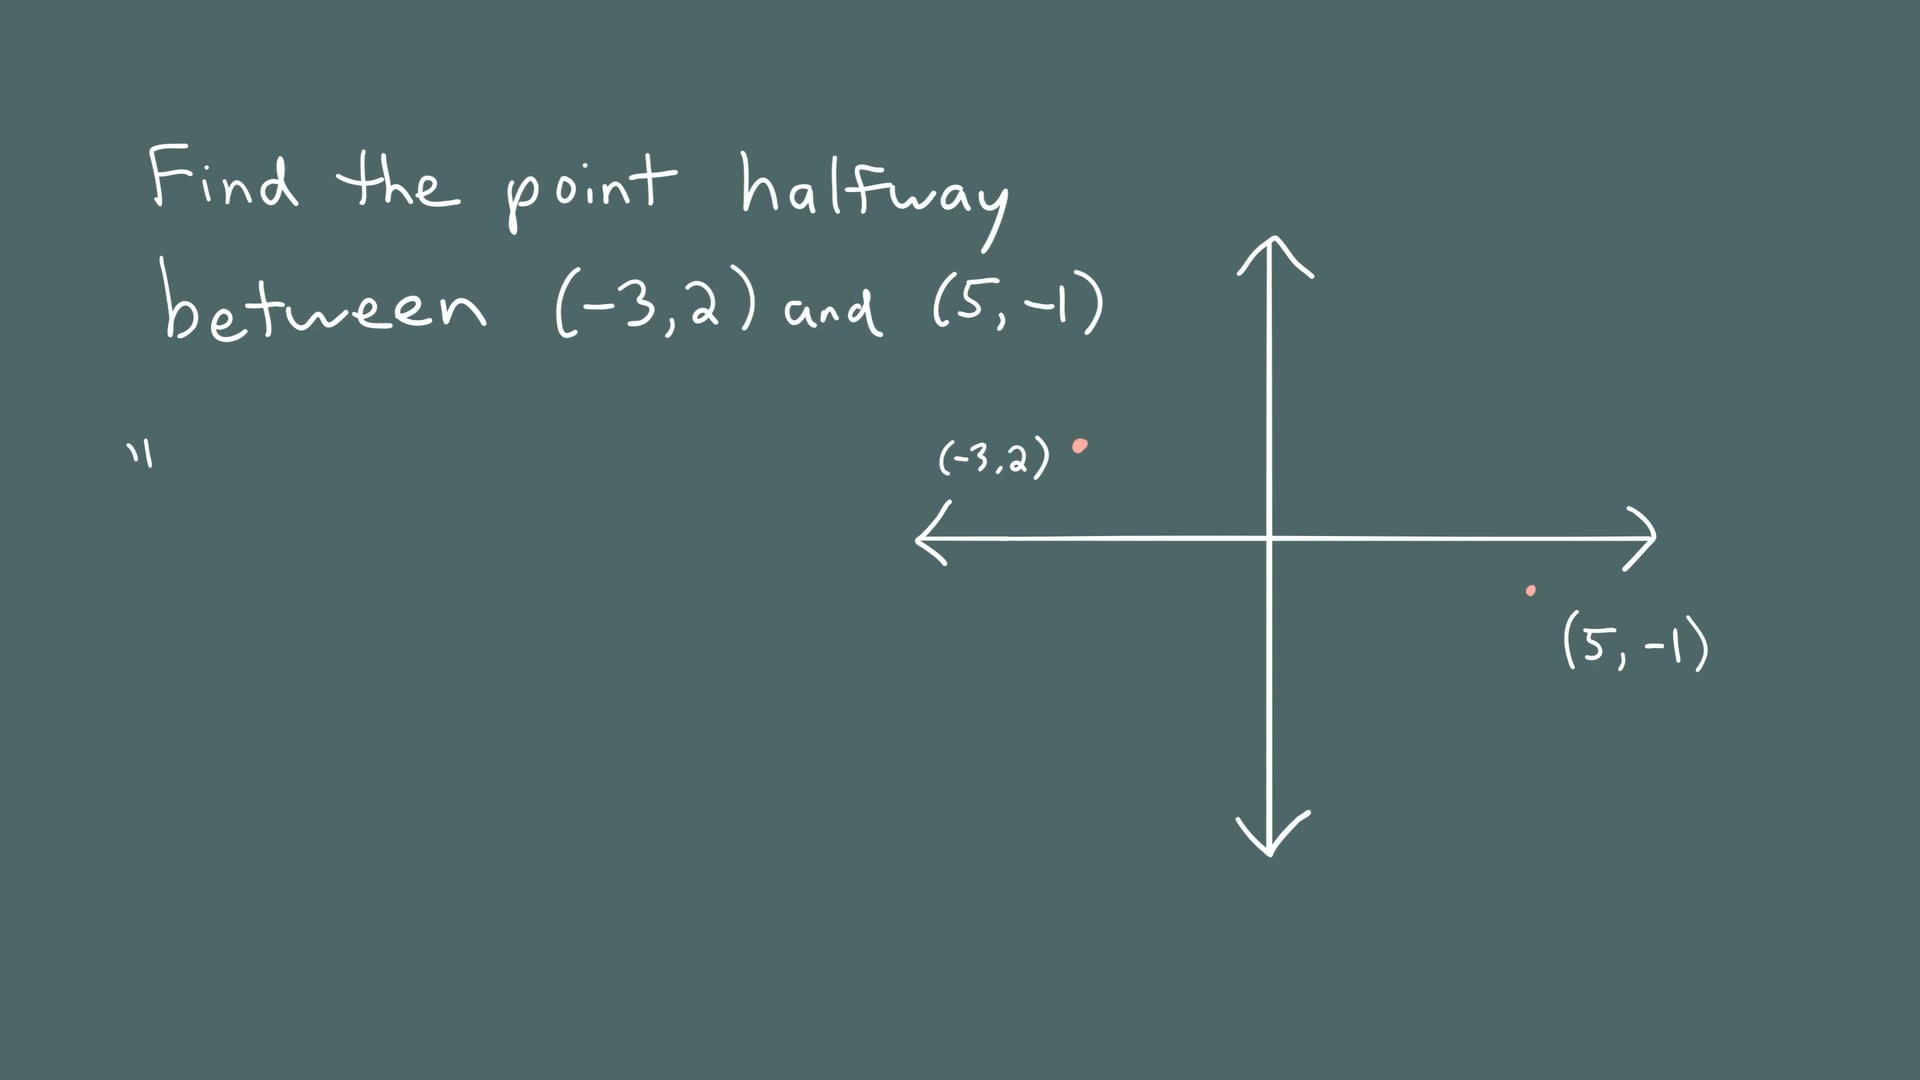 Find the point halfway
between (-3,2) and (5,-1)
"
(-3,2)
(5,-1)